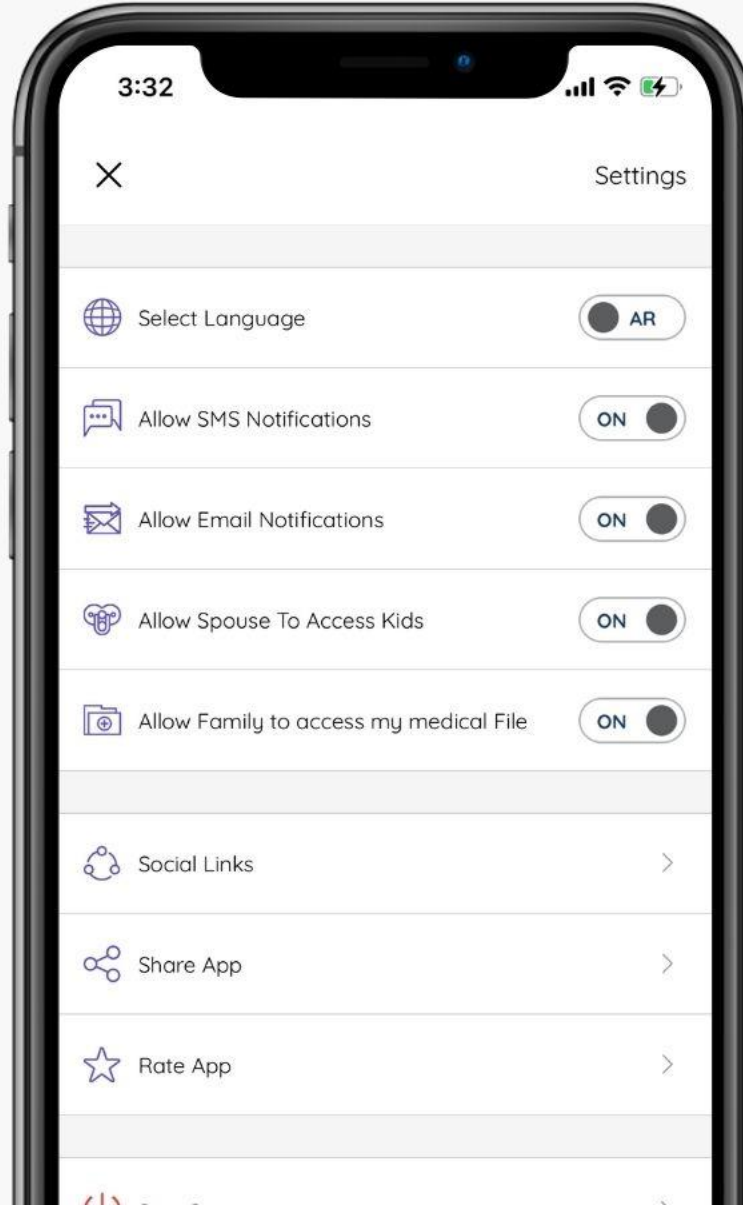 3:32
Settings
Select Language AR
Allow SMS Notifications ON
Allow Email Notifications ON
Allow Spouse To Access Kids ON
Allow Family to access my medical File ON
Social Links
Share App
Rate App